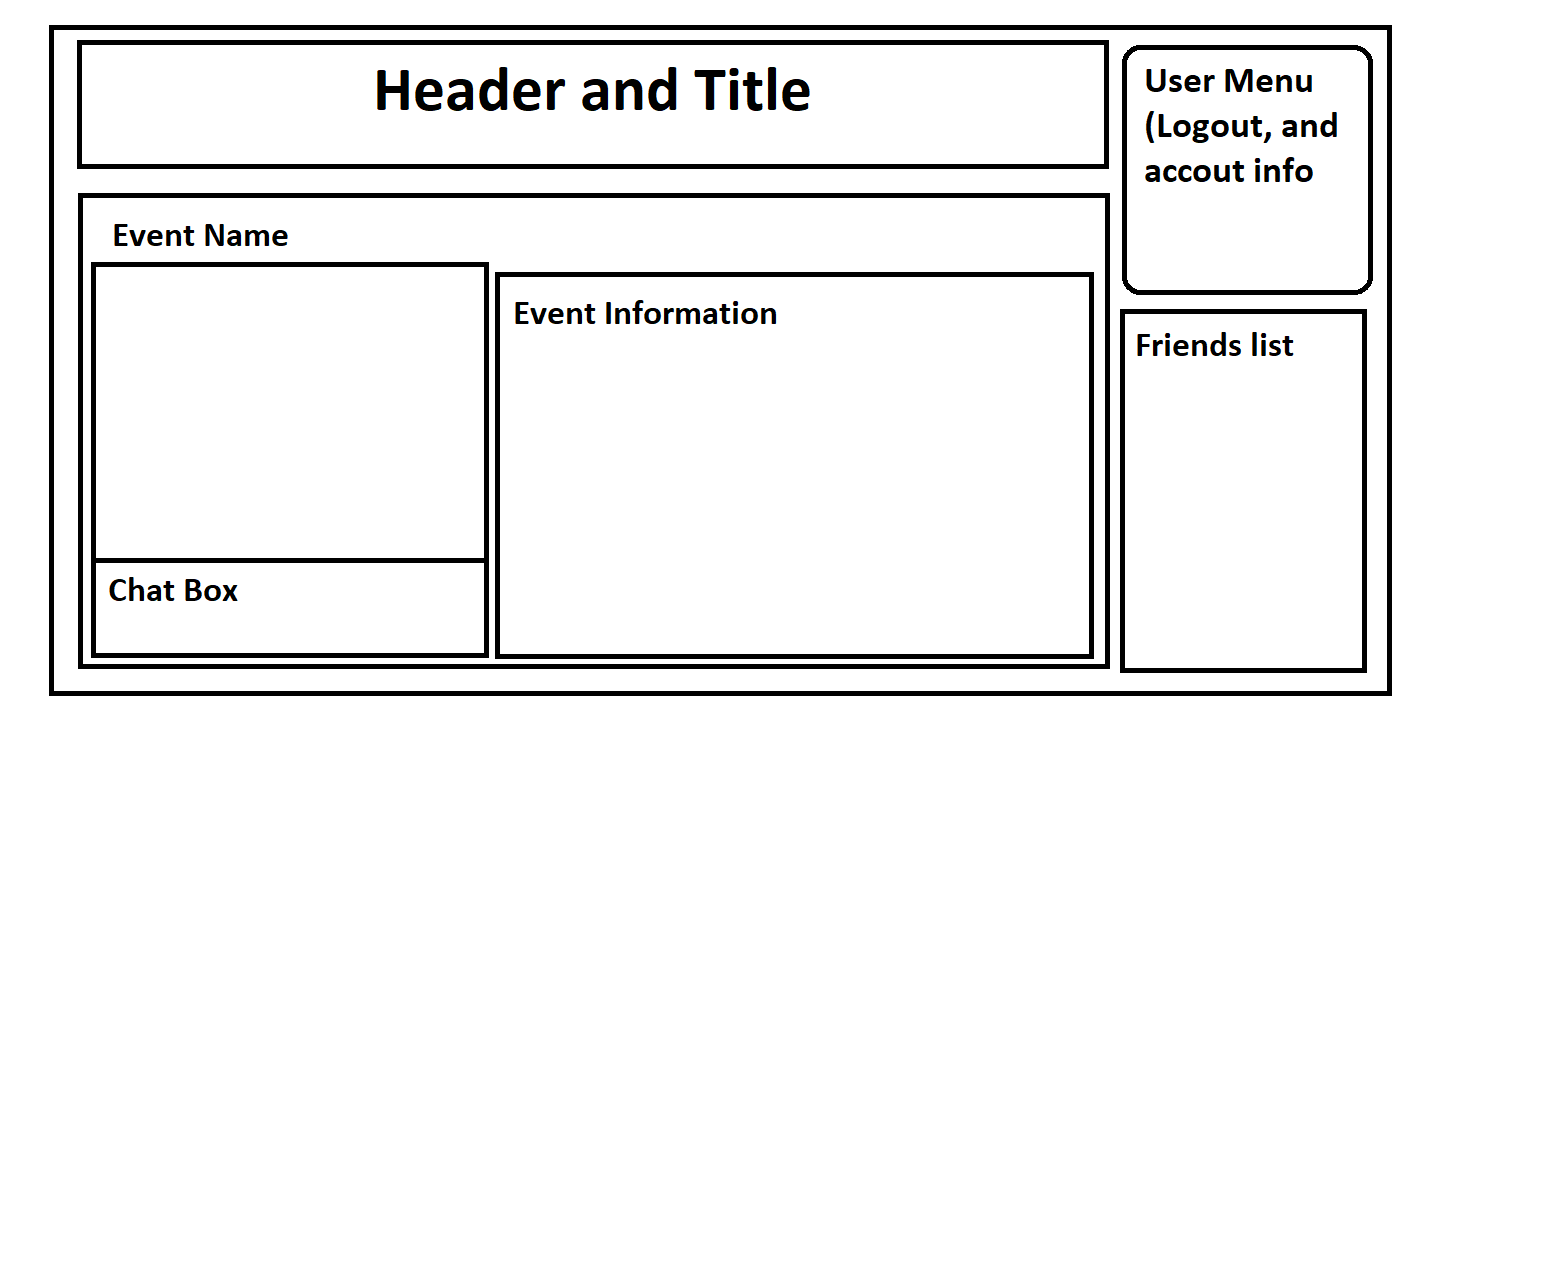 Header and Title
User Menu
(Logout, and
accout info
Event Name
Event Information
Friends list
Chat Box